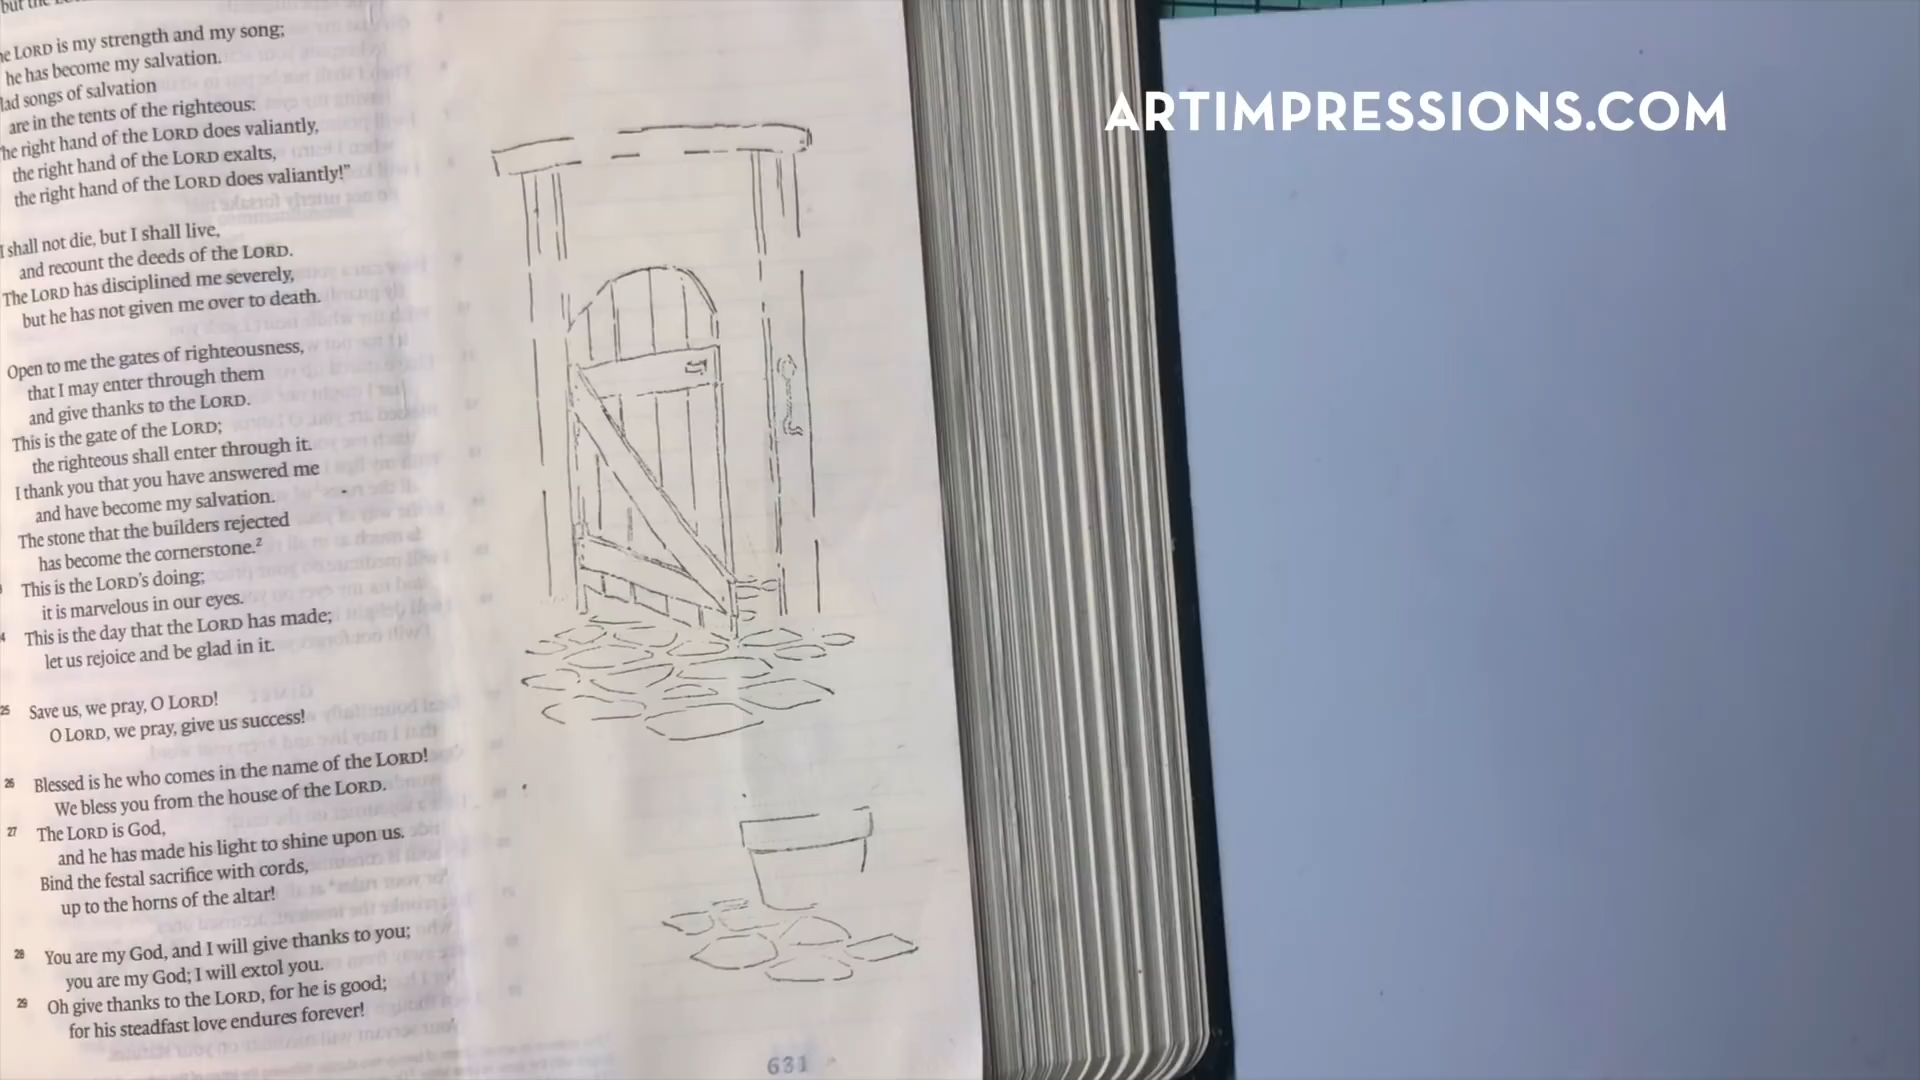 but the
he LORD is my strength and my song;
he has become my salvation.
lad songs of salvation
are in the tents of the righteous:
he right hand of the LORD does valiantly,
the right hand of the LORD exalts,
the right hand of the LORD does valiantly!”
I shall not die, but I shall live,
and recount the deeds of the LORD.
The LORD has disciplined me severely,
but he has not given me over to death.
Open to me the gates of righteousness,
that I may enter through them
and give thanks to the LORD.
This is the gate of the LORD;
the righteous shall enter through it.
I thank you that you have answered me
and have become my salvation.
The stone that the builders rejected
has become the cornerstone.²
This is the LORD's doing;
it is marvelous in our eyes.
4 This is the day that the LORD has made;
let us rejoice and be glad in it.
25 Save us, we pray, O LORD!
O LORD, we pray, give us success!
26 Blessed is he who comes in the name of the LORD!
We bless you from the house of the LORD.
27 The LORD is God,
and he has made his light to shine upon us.
Bind the festal sacrifice with cords,
up to the horns of the altar!
28 You are my God, and I will give thanks to you;
you are my God; I will extol you.
29 Oh give thanks to the LORD, for he is good;
for his steadfast love endures forever!
631
ARTIMPRESSIONS.COM